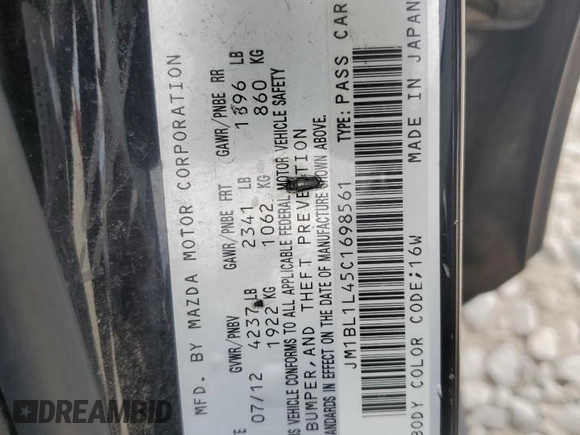 MFD. BY MAZDA MOTOR CORPORATION
GVWR/PNBV GAWR/PNBE FRT GAWR/PNBE RR
07/12 4237 LB 2341 LB 1896 LB
1922 KG 1062 KG 860 KG
VEHICLE CONFORMS TO ALL APPLICABLE FEDERAL MOTOR VEHICLE SAFETY
BUMPER, AND THEFT PREVENTION
IN EFFECT ON THE DATE OF MANUFACTURE SHOWN ABOVE.
JM1BL1L45C1698561 TYPE: PASS CAR
BODY COLOR CODE;16W MADE IN JAPAN
DREAMBID